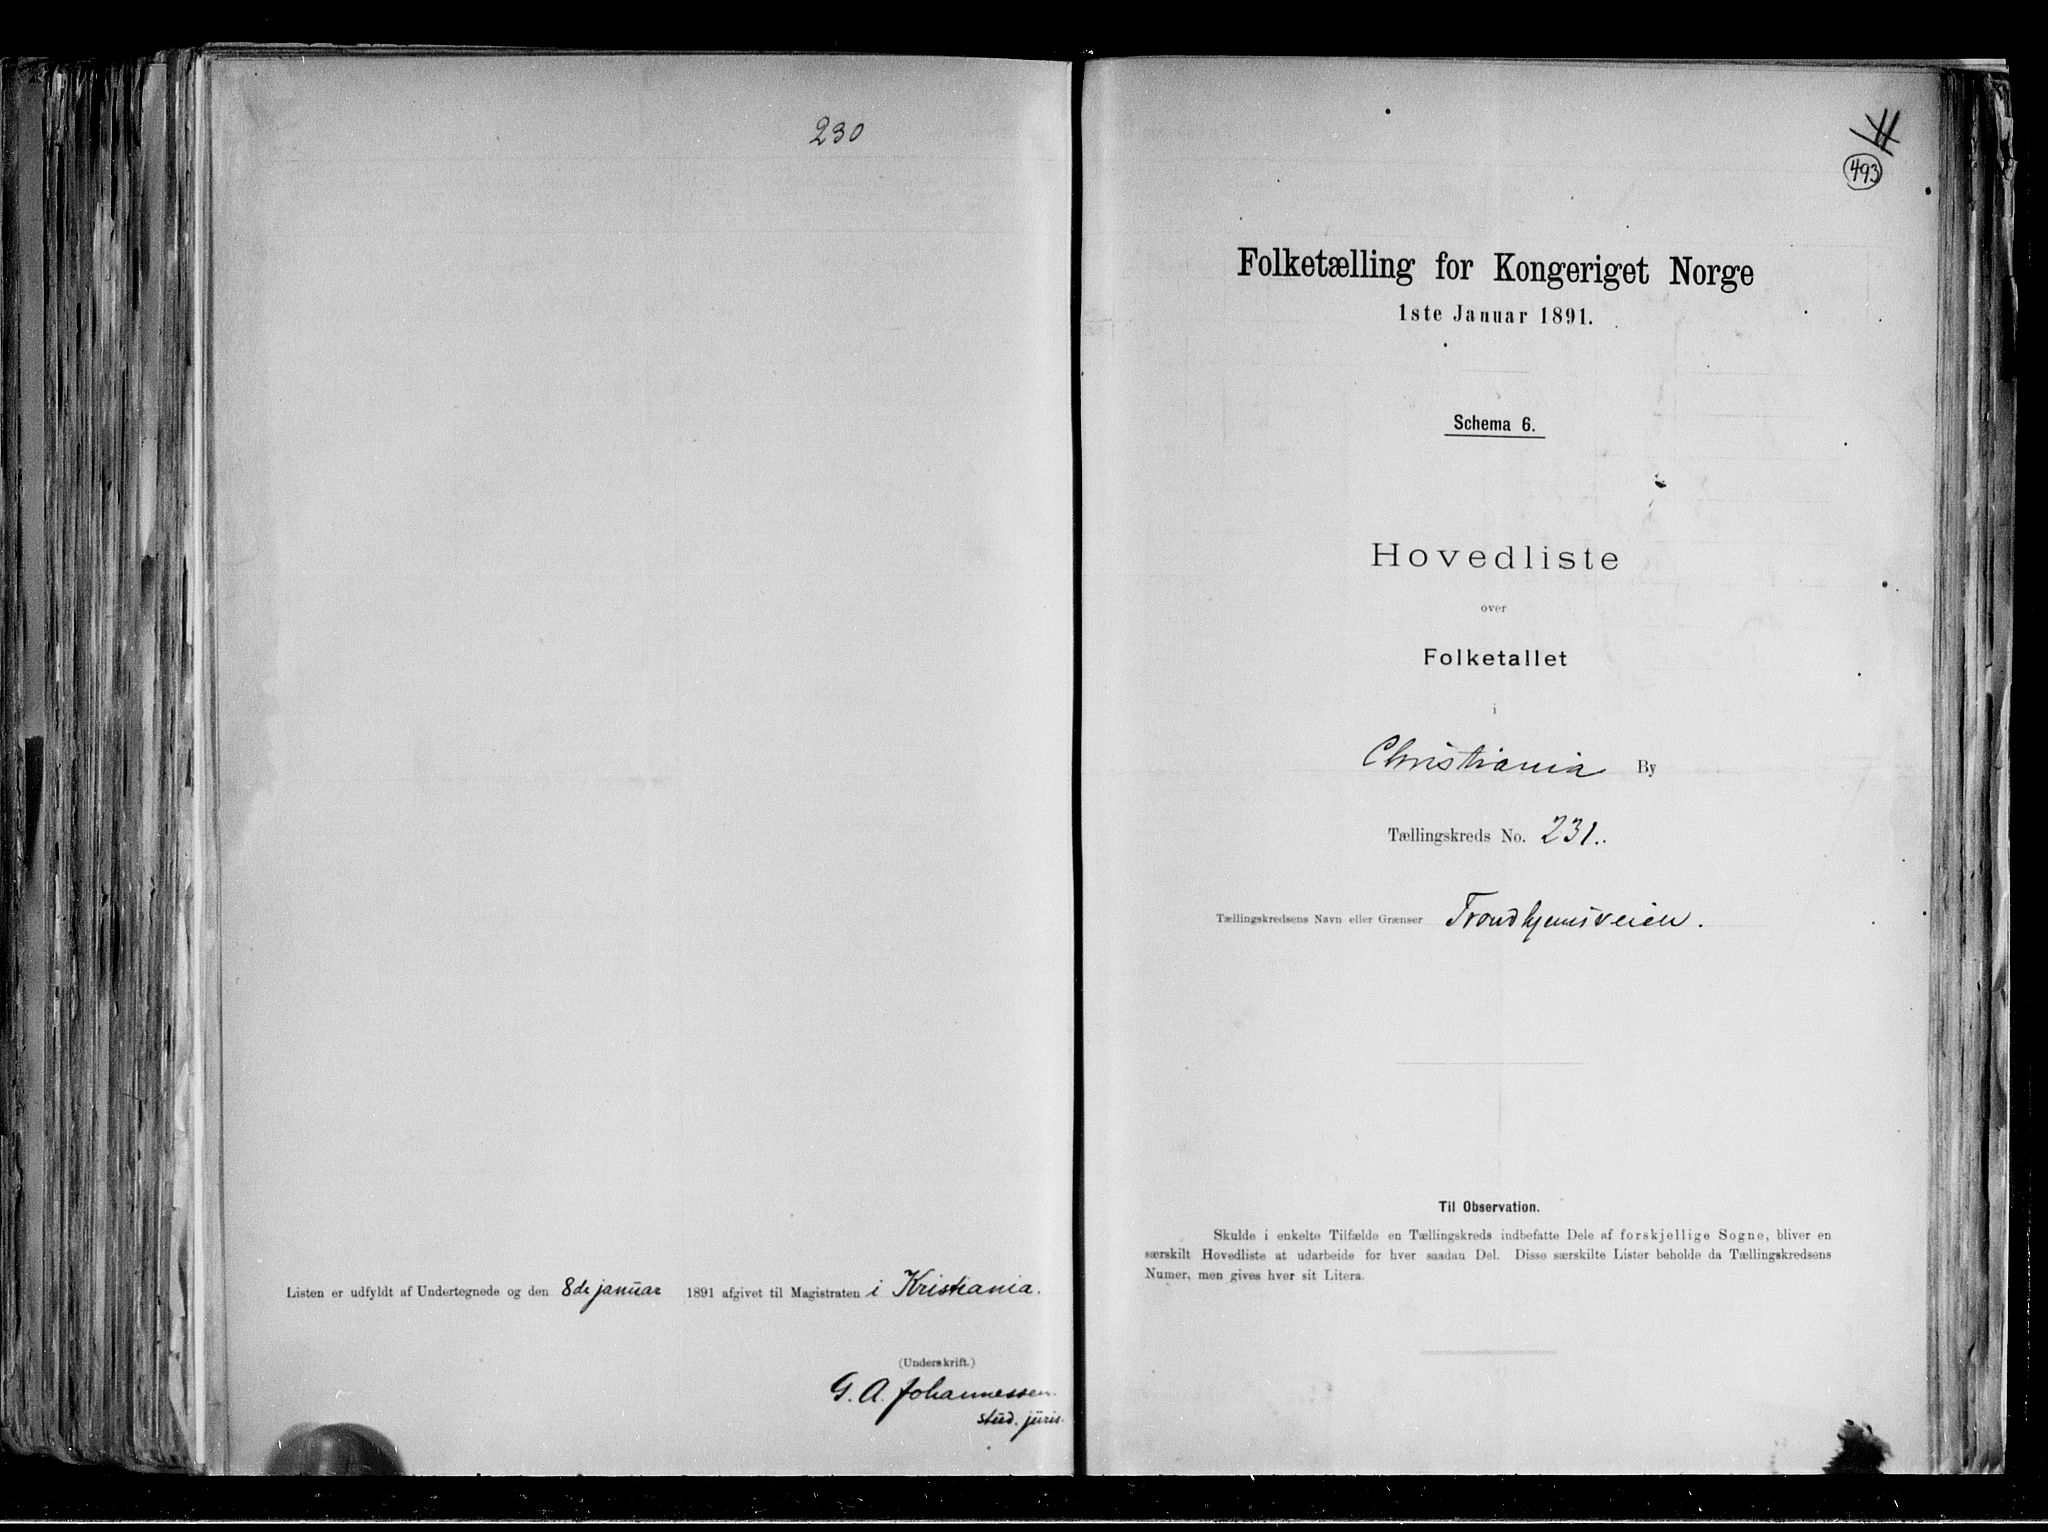 230
Listen er udfyldt af Undertegnede og den 8de januar 1891 afgivet til Magistraten i Kristiania.
(Underskrift.)
G. A. Johannessen.
stud. juris.
493
Folketælling for Kongeriget Norge
1ste Januar 1891.
Schema 6.
Hovedliste
over
Folketallet
i
Christiania By
Tællingskreds No. 231.
Tællingskredsens Navn eller Grænser Trondhjemsveien.
Til Observation.
Skulde i enkelte Tilfælde en Tællingskreds indbefatte Dele af forskjellige Sogne, bliver en
særskilt Hovedliste at udarbeide for hver saadan Del. Disse særskilte Lister beholde da Tællingskredsens
Numer, men gives hver sit Litera.